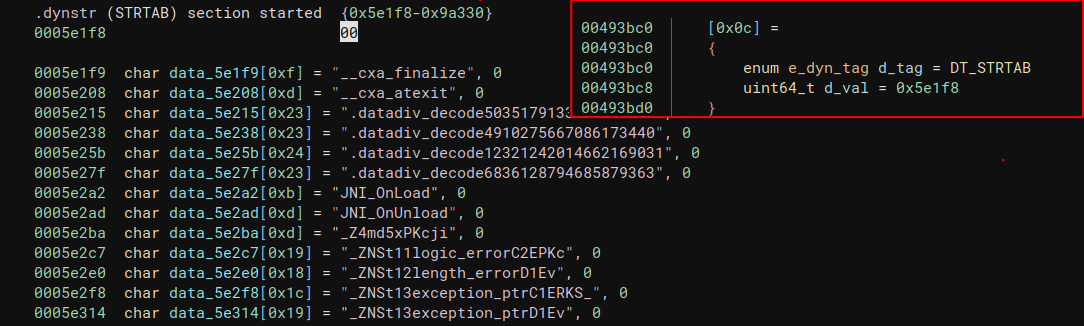 .dynstr (STRTAB) section started  {0x5e1f8-0x9a330}
0005e1f8                          00
0005e1f9  char data_5e1f9[0xf] = "__cxa_finalize", 0
0005e208  char data_5e208[0xd] = "__cxa_atexit", 0
0005e215  char data_5e215[0x23] = ".datadiv_decode5035179133
0005e238  char data_5e238[0x23] = ".datadiv_decode4910275667086173440", 0
0005e25b  char data_5e25b[0x24] = ".datadiv_decode12321242014662169031", 0
0005e27f  char data_5e27f[0x23] = ".datadiv_decode6836128794685879363", 0
0005e2a2  char data_5e2a2[0xb] = "JNI_OnLoad", 0
0005e2ad  char data_5e2ad[0xd] = "JNI_OnUnload", 0
0005e2ba  char data_5e2ba[0xd] = "_Z4md5xPKcji", 0
0005e2c7  char data_5e2c7[0x19] = "_ZNSt11logic_errorC2EPKc", 0
0005e2e0  char data_5e2e0[0x18] = "_ZNSt12length_errorD1Ev", 0
0005e2f8  char data_5e2f8[0x1c] = "_ZNSt13exception_ptrC1ERKS_", 0
0005e314  char data_5e314[0x19] = "_ZNSt13exception_ptrD1Ev", 0
00493bc0  [0x0c] =
00493bc0  {
00493bc0      enum e_dyn_tag d_tag = DT_STRTAB
00493bc8      uint64_t d_val = 0x5e1f8
00493bd0  }